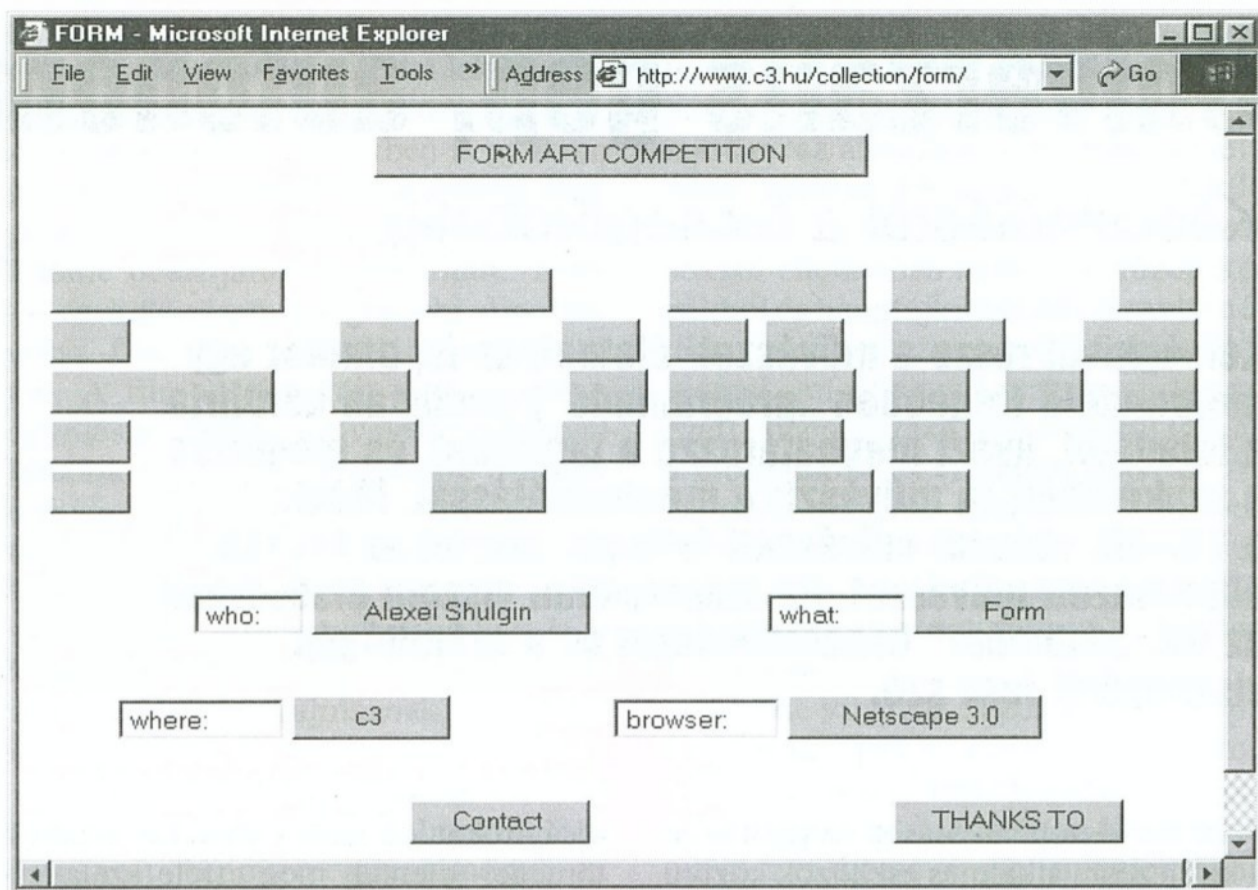 FORM - Microsoft Internet Explorer
File Edit View Favorites Tools » Address http://www.c3.hu/collection/form/ Go
FORM ART COMPETITION
who: Alexei Shulgin what: Form
where: c3 browser: Netscape 3.0
Contact THANKS TO